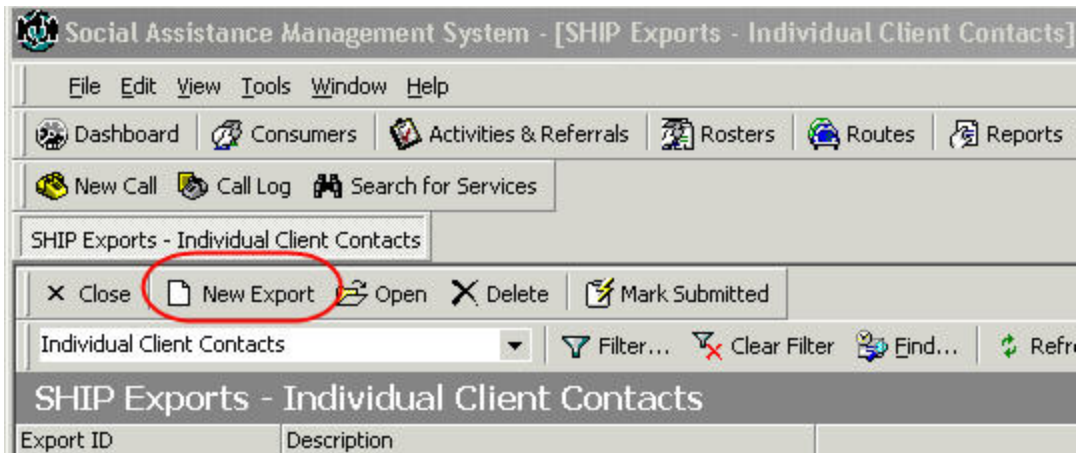 Social Assistance Management System - [SHIP Exports - Individual Client Contacts]
File Edit View Tools Window Help
Dashboard Consumers Activities & Referrals Rosters Routes Reports
New Call Call Log Search for Services
SHIP Exports - Individual Client Contacts
Close New Export Open Delete Mark Submitted
Individual Client Contacts Filter... Clear Filter Find... Refr
SHIP Exports - Individual Client Contacts
Export ID Description